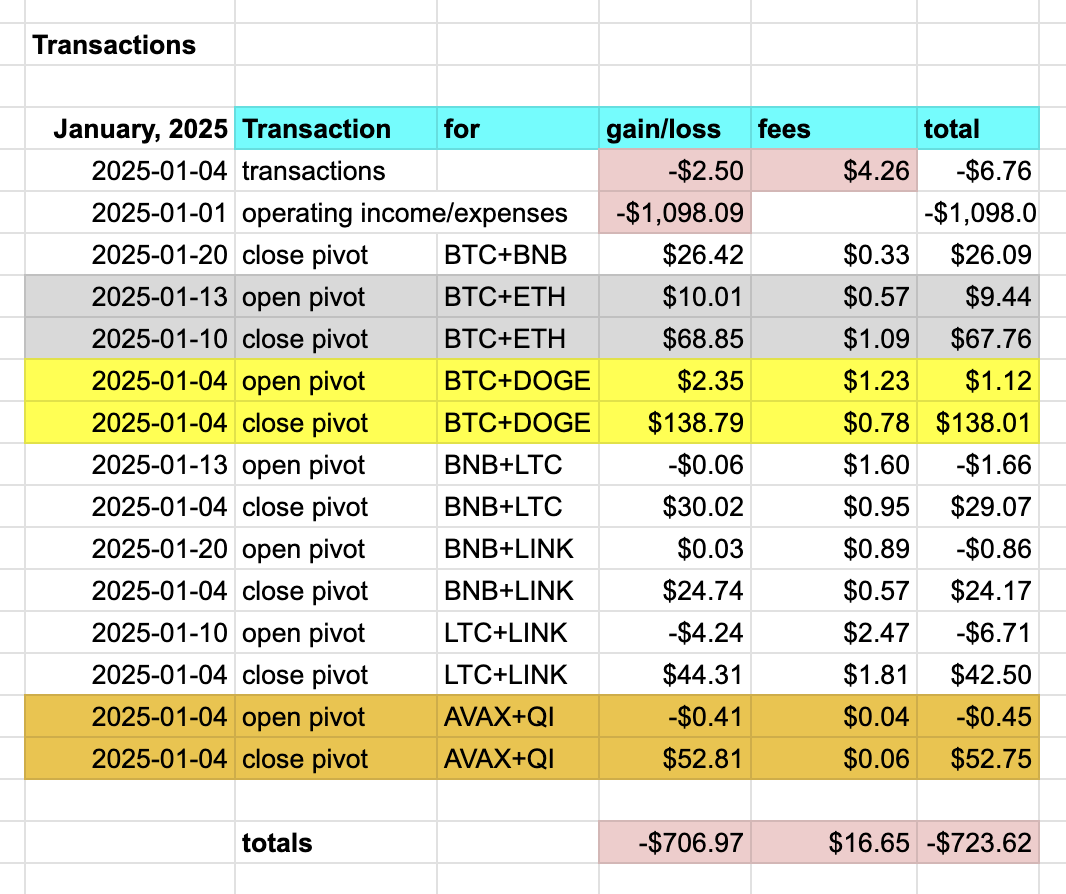 Transactions
January, 2025 Transaction for gain/loss fees total
2025-01-04 transactions -$2.50 $4.26 -$6.76
2025-01-01 operating income/expenses -$1,098.09 -$1,098.0
2025-01-20 close pivot BTC+BNB $26.42 $0.33 $26.09
2025-01-13 open pivot BTC+ETH $10.01 $0.57 $9.44
2025-01-10 close pivot BTC+ETH $68.85 $1.09 $67.76
2025-01-04 open pivot BTC+DOGE $2.35 $1.23 $1.12
2025-01-04 close pivot BTC+DOGE $138.79 $0.78 $138.01
2025-01-13 open pivot BNB+LTC -$0.06 $1.60 -$1.66
2025-01-04 close pivot BNB+LTC $30.02 $0.95 $29.07
2025-01-20 open pivot BNB+LINK $0.03 $0.89 -$0.86
2025-01-04 close pivot BNB+LINK $24.74 $0.57 $24.17
2025-01-10 open pivot LTC+LINK -$4.24 $2.47 -$6.71
2025-01-04 close pivot LTC+LINK $44.31 $1.81 $42.50
2025-01-04 open pivot AVAX+QI -$0.41 $0.04 -$0.45
2025-01-04 close pivot AVAX+QI $52.81 $0.06 $52.75
totals -$706.97 $16.65 -$723.62